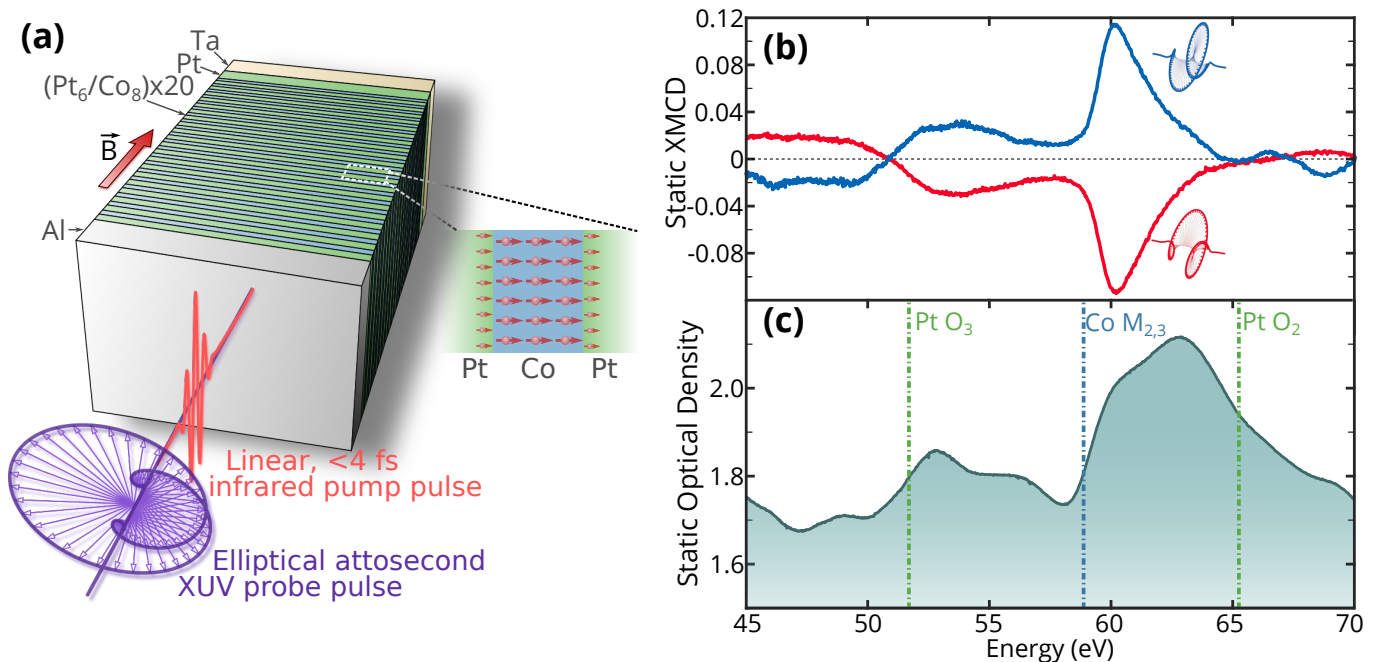 (a)
Ta
Pt
(Pt₆/Co₈)x20
B⃗
Al
Pt Co Pt
Linear, <4 fs
infrared pump pulse
Elliptical attosecond
XUV probe pulse
(b)
Static XMCD
0.12
0.08
0.04
0
-0.04
-0.08
(c)
Pt O₃
Co M₂,₃
Pt O₂
Static Optical Density
2.0
1.8
1.6
45 50 55 60 65 70
Energy (eV)